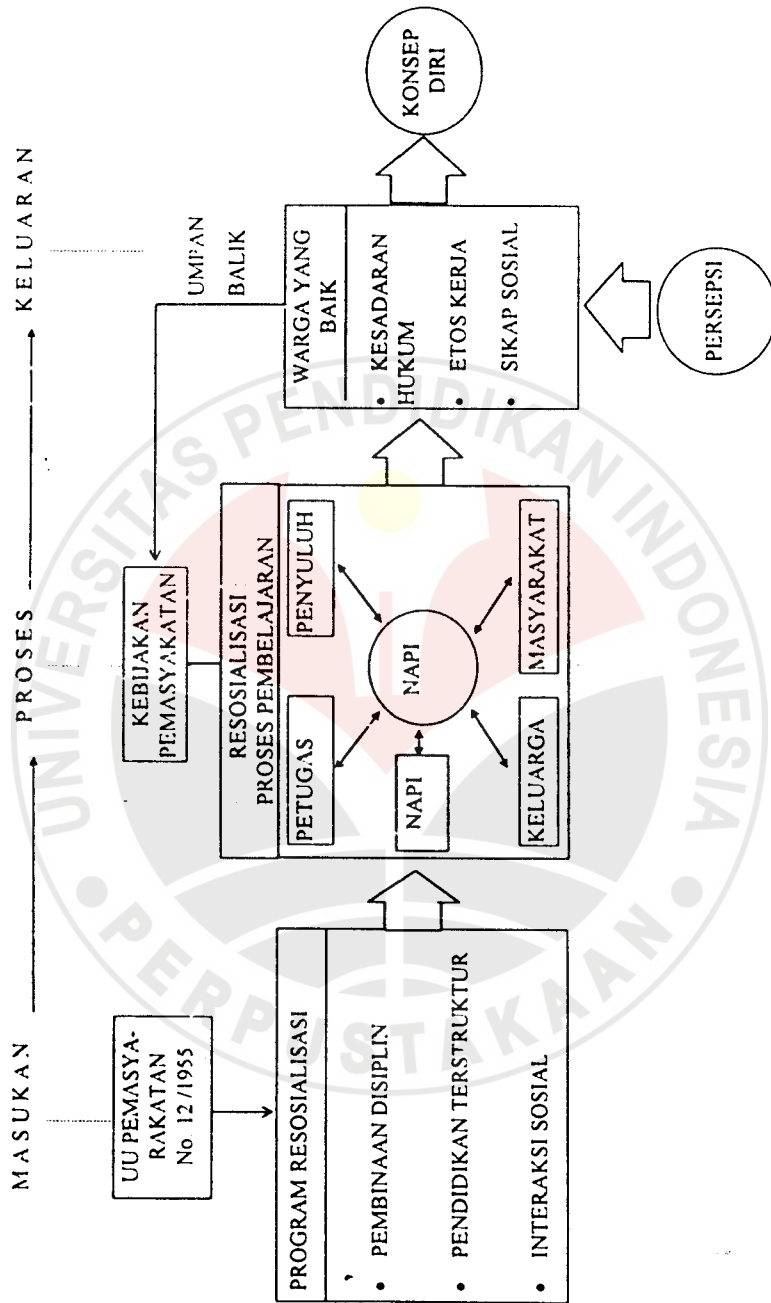 MASUKAN
PROSES
KELUARAN
UU PEMASYA-
RAKATAN
No 12/1955
PROGRAM RESOSIALISASI
• PEMBINAAN DISIPLIN
• PENDIDIKAN TERSTRUKTUR
• INTERAKSI SOSIAL
KEBIJAKAN
PEMASYAKATAN
RESOSIALISASI
PROSES PEMBELAJARAN
PETUGAS
PENYULUH
NAPI
NAPI
KELUARGA
MASYARAKAT
UMPAN
BALIK
WARGA YANG
BAIK
• KESADARAN
HUKUM
• ETOS KERJA
• SIKAP SOSIAL
KONSEP
DIRI
PERSEPSI
UNIVERSITAS PENDIDIKAN INDONESIA
• PERPUSTAKAAN •